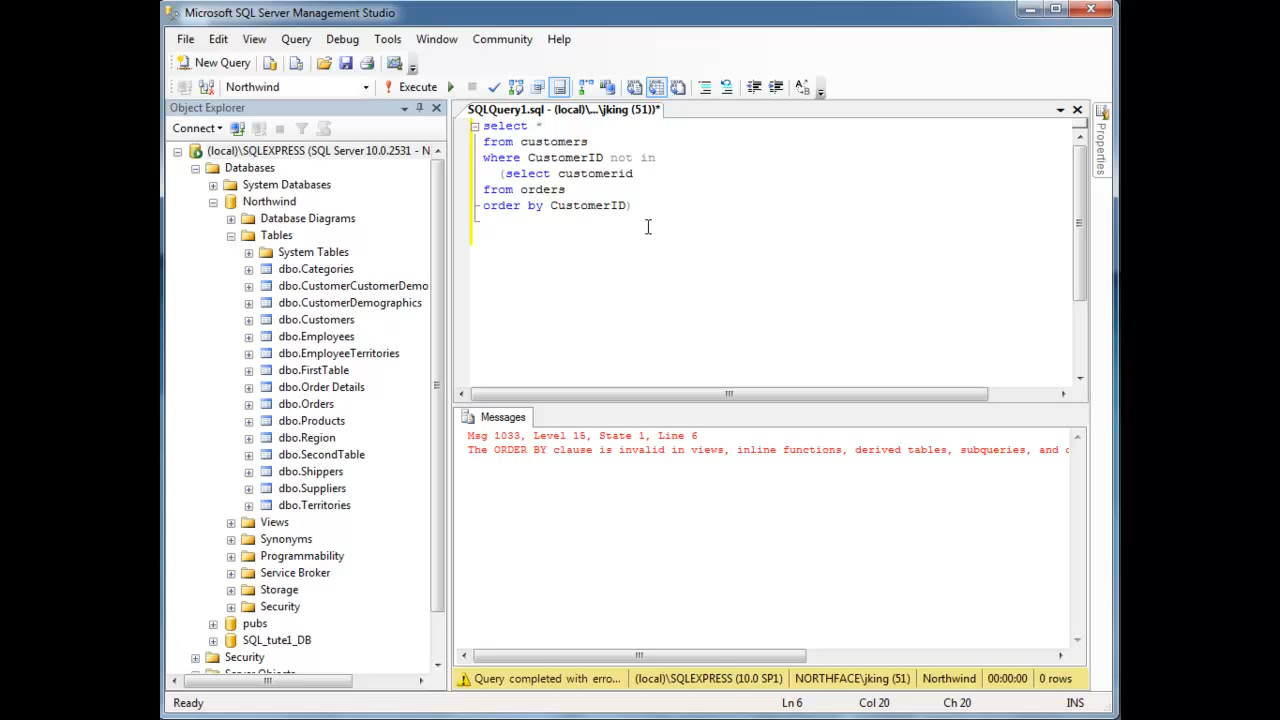 Microsoft SQL Server Management Studio
File Edit View Query Debug Tools Window Community Help
New Query
Northwind Execute
Object Explorer
Connect
(local)\SQLEXPRESS (SQL Server 10.0.2531 - N
Databases
System Databases
Northwind
Database Diagrams
Tables
System Tables
dbo.Categories
dbo.CustomerCustomerDemo
dbo.CustomerDemographics
dbo.Customers
dbo.Employees
dbo.EmployeeTerritories
dbo.FirstTable
dbo.Order Details
dbo.Orders
dbo.Products
dbo.Region
dbo.SecondTable
dbo.Shippers
dbo.Suppliers
dbo.Territories
Views
Synonyms
Programmability
Service Broker
Storage
Security
pubs
SQL_tute1_DB
Security
Server Objects
SQLQuery1.sql - (local)\...\jking (51))*
select *
from customers
where CustomerID not in
(select customerid
from orders
order by CustomerID)
Properties
Messages
Msg 1033, Level 15, State 1, Line 6
The ORDER BY clause is invalid in views, inline functions, derived tables, subqueries, and c
Query completed with erro... (local)\SQLEXPRESS (10.0 SP1) NORTHFACE\jking (51) Northwind 00:00:00 0 rows
Ready Ln 6 Col 20 Ch 20 INS